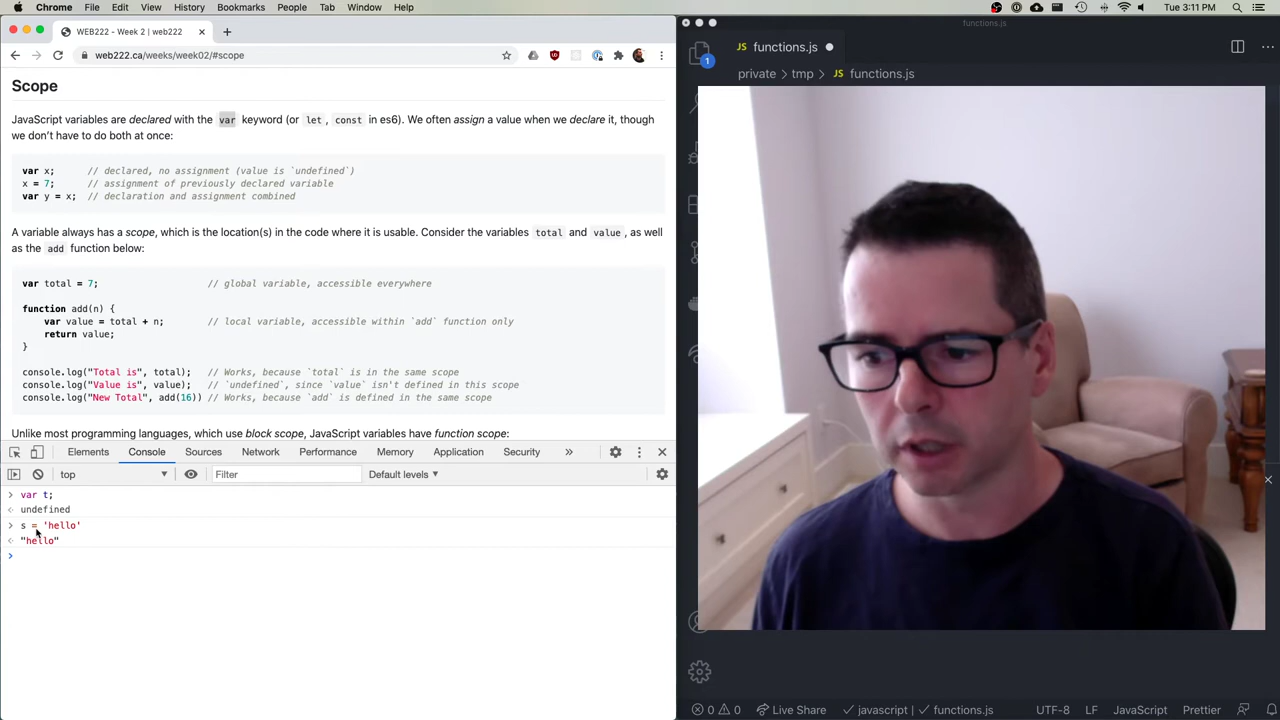 Chrome File Edit View History Bookmarks People Tab Window Help
Tue 3:11 PM
WEB222 - Week 2 | web222
web222.ca/weeks/week02/#scope
Scope
JavaScript variables are declared with the var keyword (or let, const in es6). We often assign a value when we declare it, though
we don't have to do both at once:
var x; // declared, no assignment (value is `undefined`)
x = 7; // assignment of previously declared variable
var y = x; // declaration and assignment combined
A variable always has a scope, which is the location(s) in the code where it is usable. Consider the variables total and value, as well
as the add function below:
var total = 7; // global variable, accessible everywhere
function add(n) {
var value = total + n; // local variable, accessible within `add` function only
return value;
}
console.log("Total is", total); // Works, because `total` is in the same scope
console.log("Value is", value); // `undefined`, since `value` isn't defined in this scope
console.log("New Total", add(16)) // Works, because `add` is defined in the same scope
Unlike most programming languages, which use block scope, JavaScript variables have function scope:
Elements Console Sources Network Performance Memory Application Security »
top Filter Default levels
> var t;
undefined
> s = 'hello'
"hello"
>
functions.js
JS functions.js
1
private > tmp > JS functions.js
0 0 Live Share javascript | functions.js UTF-8 LF JavaScript Prettier